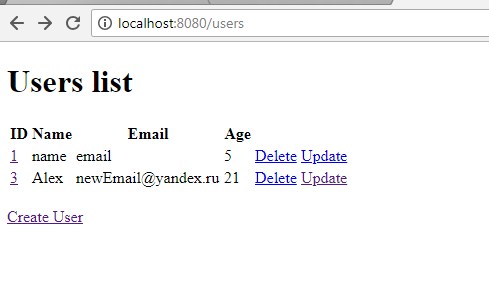 localhost:8080/users
Users list
ID Name Email Age
1 name email 5 Delete Update
3 Alex newEmail@yandex.ru 21 Delete Update
Create User